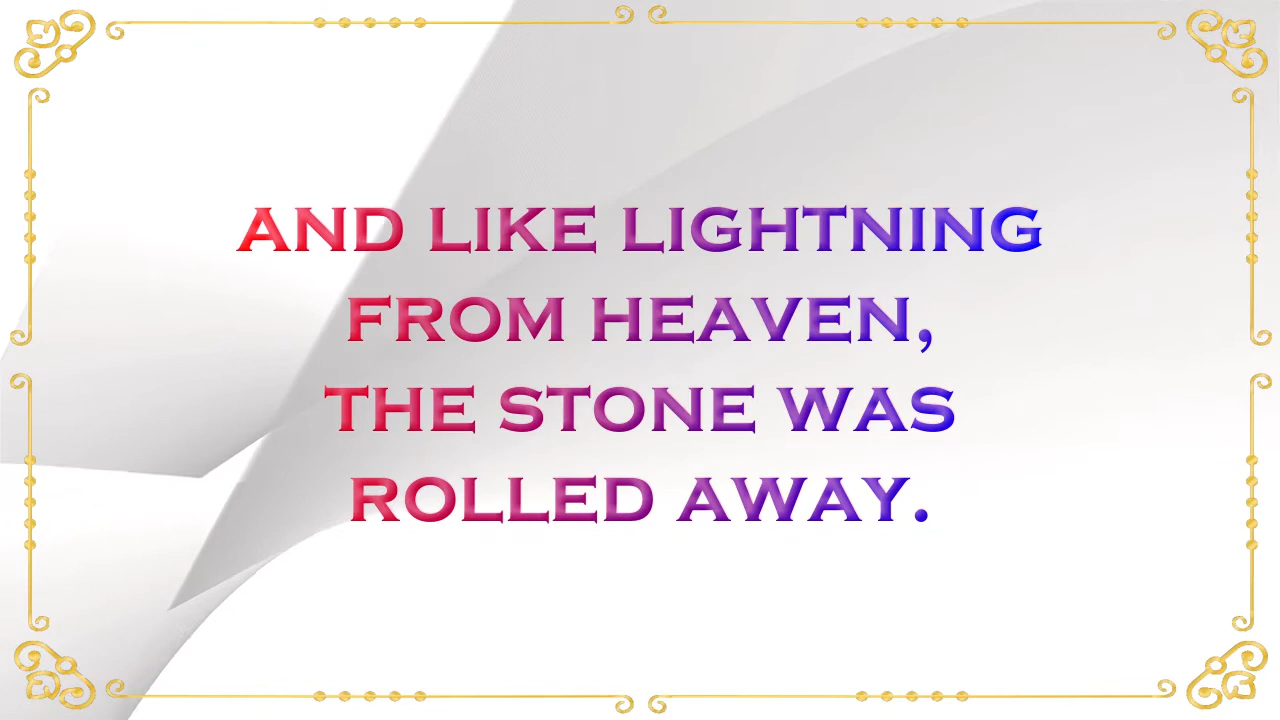 AND LIKE LIGHTNING
FROM HEAVEN,
THE STONE WAS
ROLLED AWAY.